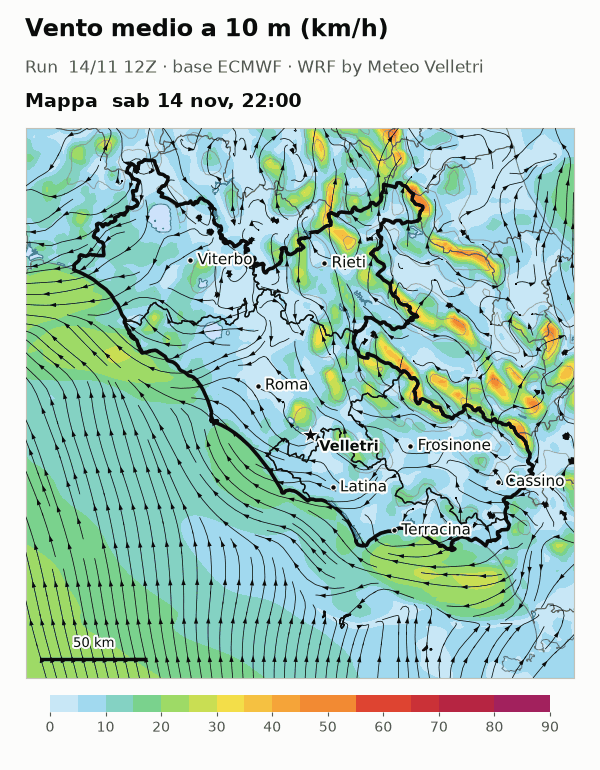 Vento medio a 10 m (km/h)
Run  14/11 12Z · base ECMWF · WRF by Meteo Velletri
Mappa  sab 14 nov, 22:00
Viterbo
Rieti
Roma
Velletri
Frosinone
Latina
Cassino
Terracina
50 km
0 10 20 30 40 50 60 70 80 90